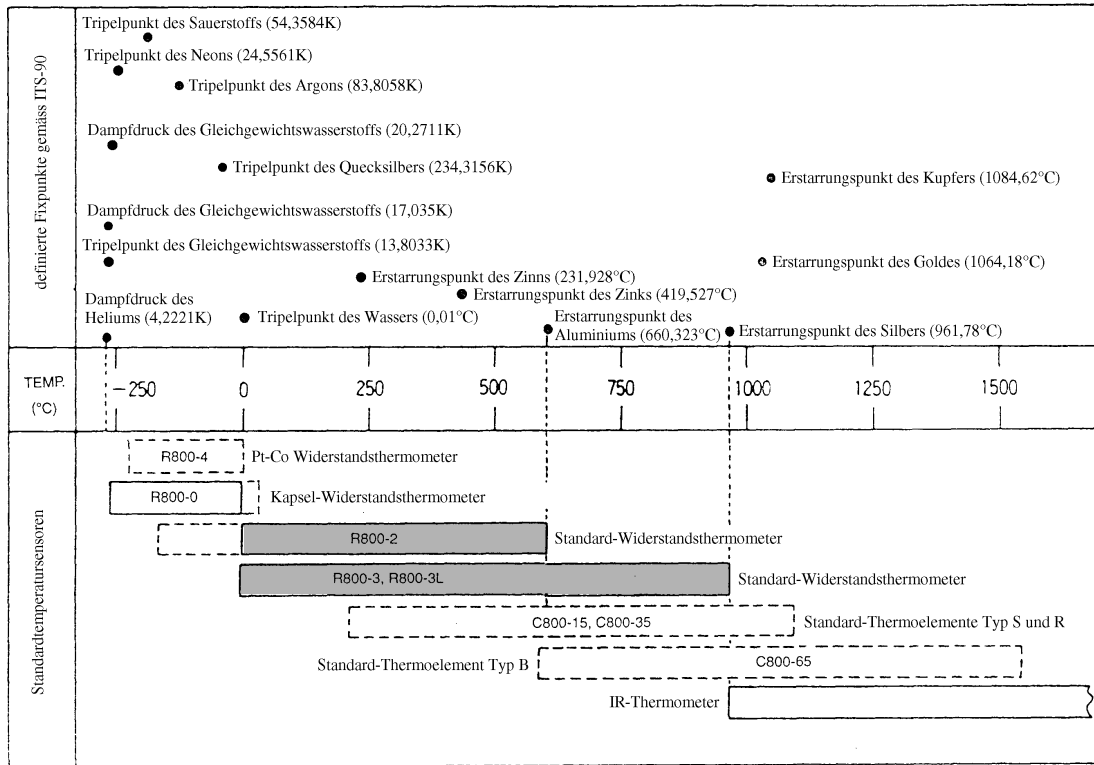 definierte Fixpunkte gemäss ITS-90
Tripelpunkt des Sauerstoffs (54,3584K)
Tripelpunkt des Neons (24,5561K)
Tripelpunkt des Argons (83,8058K)
Dampfdruck des Gleichgewichtswasserstoffs (20,2711K)
Tripelpunkt des Quecksilbers (234,3156K)
Erstarrungspunkt des Kupfers (1084,62°C)
Dampfdruck des Gleichgewichtswasserstoffs (17,035K)
Tripelpunkt des Gleichgewichtswasserstoffs (13,8033K)
Erstarrungspunkt des Goldes (1064,18°C)
Erstarrungspunkt des Zinns (231,928°C)
Erstarrungspunkt des Zinks (419,527°C)
Dampfdruck des
Heliums (4,2221K)
Tripelpunkt des Wassers (0,01°C)
Erstarrungspunkt des
Aluminiums (660,323°C)
Erstarrungspunkt des Silbers (961,78°C)
TEMP.
(°C)
-250 0 250 500 750 1000 1250 1500
Standardtemperatursensoren
R800-4 Pt-Co Widerstandsthermometer
R800-0 Kapsel-Widerstandsthermometer
R800-2 Standard-Widerstandsthermometer
R800-3, R800-3L Standard-Widerstandsthermometer
C800-15, C800-35 Standard-Thermoelemente Typ S und R
Standard-Thermoelement Typ B C800-65
IR-Thermometer